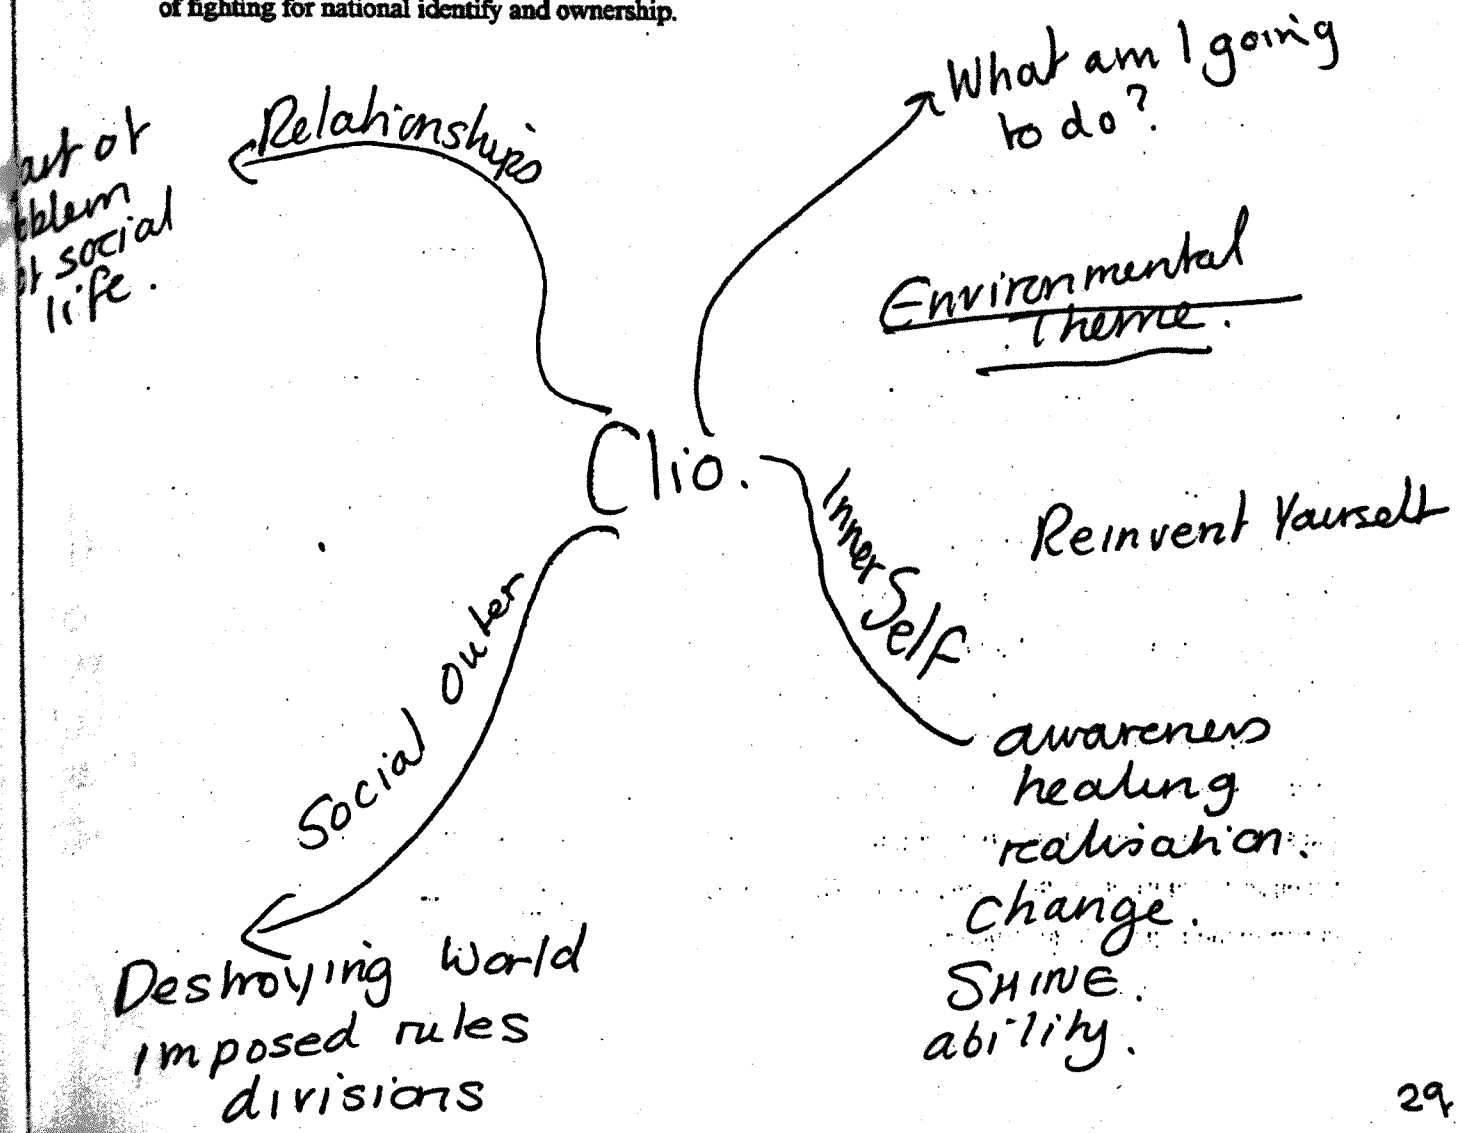 of fighting for national identify and ownership.
What am I going
to do?
Relationships
of
social
life.
Environmental
Theme.
Clio.
Inner Self
Reinvent Yourself
Social Outer
awareness
healing
realisation.
Change.
SHINE.
ability.
Destroying World
imposed rules
divisions
29